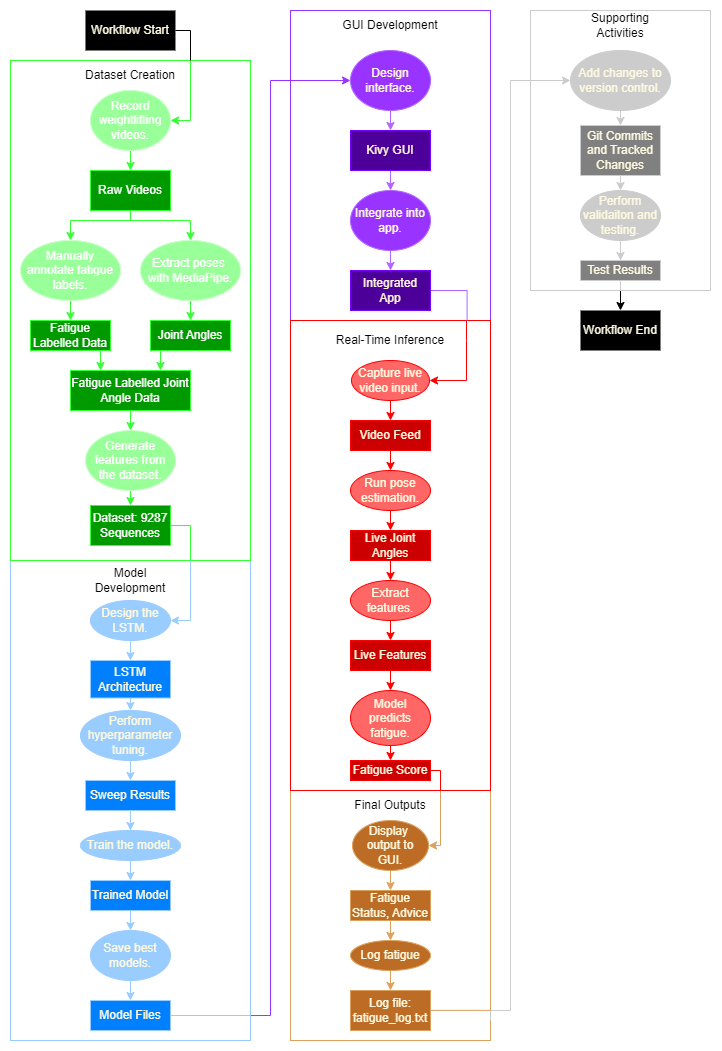 Workflow Start
Dataset Creation
Record
weightlifting
videos.
Raw Videos
Manually
annotate fatigue
labels.
Extract poses
with MediaPipe.
Fatigue
Labelled Data
Joint Angles
Fatigue Labelled Joint
Angle Data
Generate
features from
the dataset.
Dataset: 9287
Sequences
Model
Development
Design the
LSTM.
LSTM
Architecture
Perform
hyperparameter
tuning.
Sweep Results
Train the model.
Trained Model
Save best
models.
Model Files
GUI Development
Design
interface.
Kivy GUI
Integrate into
app.
Integrated
App
Real-Time Inference
Capture live
video input.
Video Feed
Run pose
estimation.
Live Joint
Angles
Extract
features.
Live Features
Model
predicts
fatigue.
Fatigue Score
Final Outputs
Display
output to
GUI.
Fatigue
Status, Advice
Log fatigue
Log file:
fatigue_log.txt
Supporting
Activities
Add changes to
version control.
Git Commits
and Tracked
Changes
Perform
validaiton and
testing.
Test Results
Workflow End